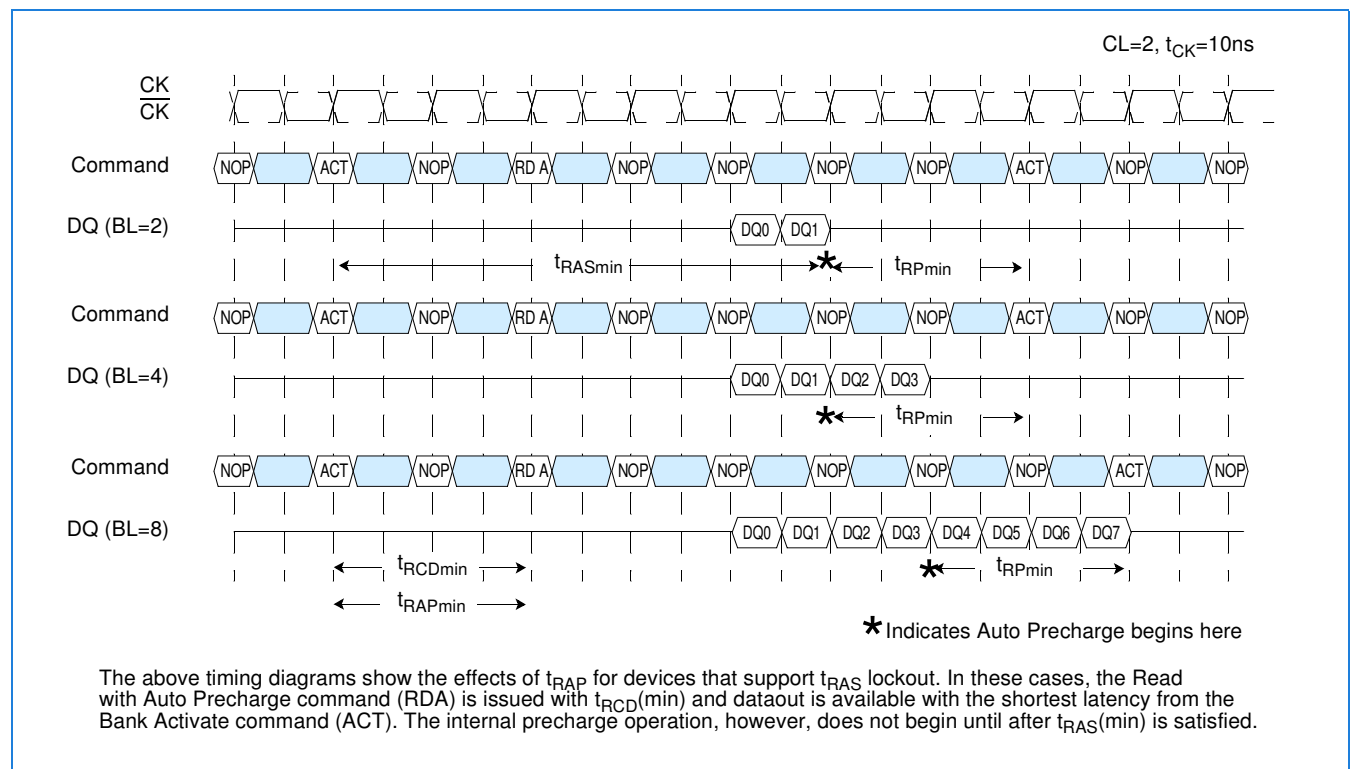 CL=2, tCK=10ns
CK
CK
Command NOP ACT NOP RD A NOP NOP NOP NOP ACT NOP NOP
DQ (BL=2) DQ0 DQ1
tRASmin * tRPmin
Command NOP ACT NOP RD A NOP NOP NOP NOP ACT NOP NOP
DQ (BL=4) DQ0 DQ1 DQ2 DQ3
* tRPmin
Command NOP ACT NOP RD A NOP NOP NOP NOP NOP ACT NOP
DQ (BL=8) DQ0 DQ1 DQ2 DQ3 DQ4 DQ5 DQ6 DQ7
tRCDmin * tRPmin
tRAPmin
* Indicates Auto Precharge begins here
The above timing diagrams show the effects of tRAP for devices that support tRAS lockout. In these cases, the Read
with Auto Precharge command (RDA) is issued with tRCD(min) and dataout is available with the shortest latency from the
Bank Activate command (ACT). The internal precharge operation, however, does not begin until after tRAS(min) is satisfied.